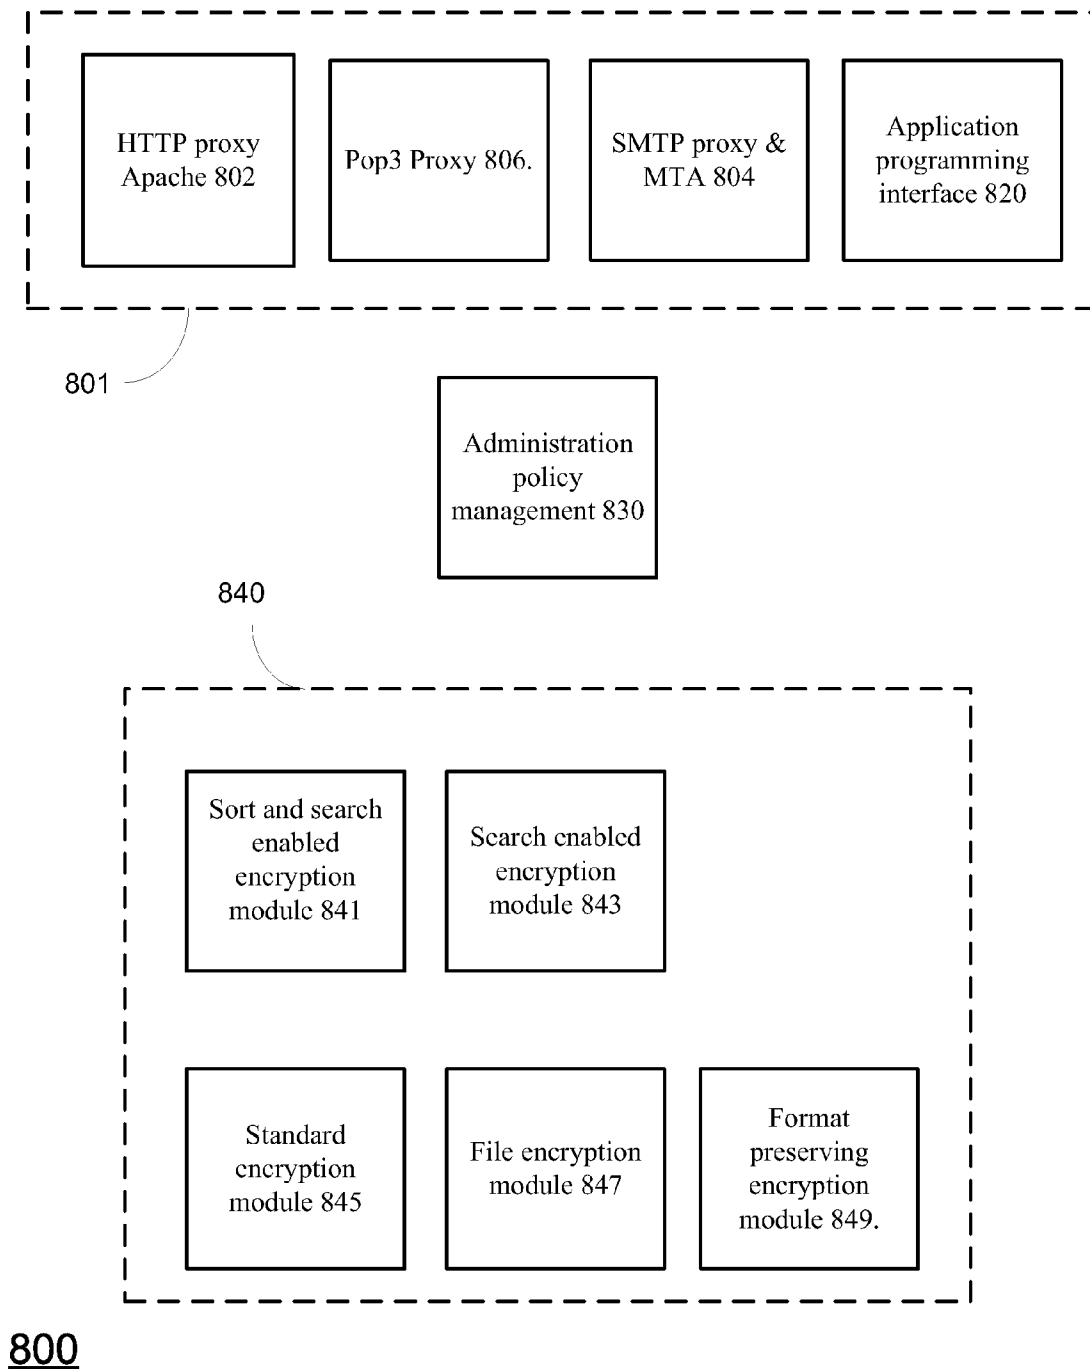 HTTP proxy
Apache 802
Pop3 Proxy 806.
SMTP proxy &
MTA 804
Application
programming
interface 820
801
Administration
policy
management 830
840
Sort and search
enabled
encryption
module 841
Search enabled
encryption
module 843
Standard
encryption
module 845
File encryption
module 847
Format
preserving
encryption
module 849.
800